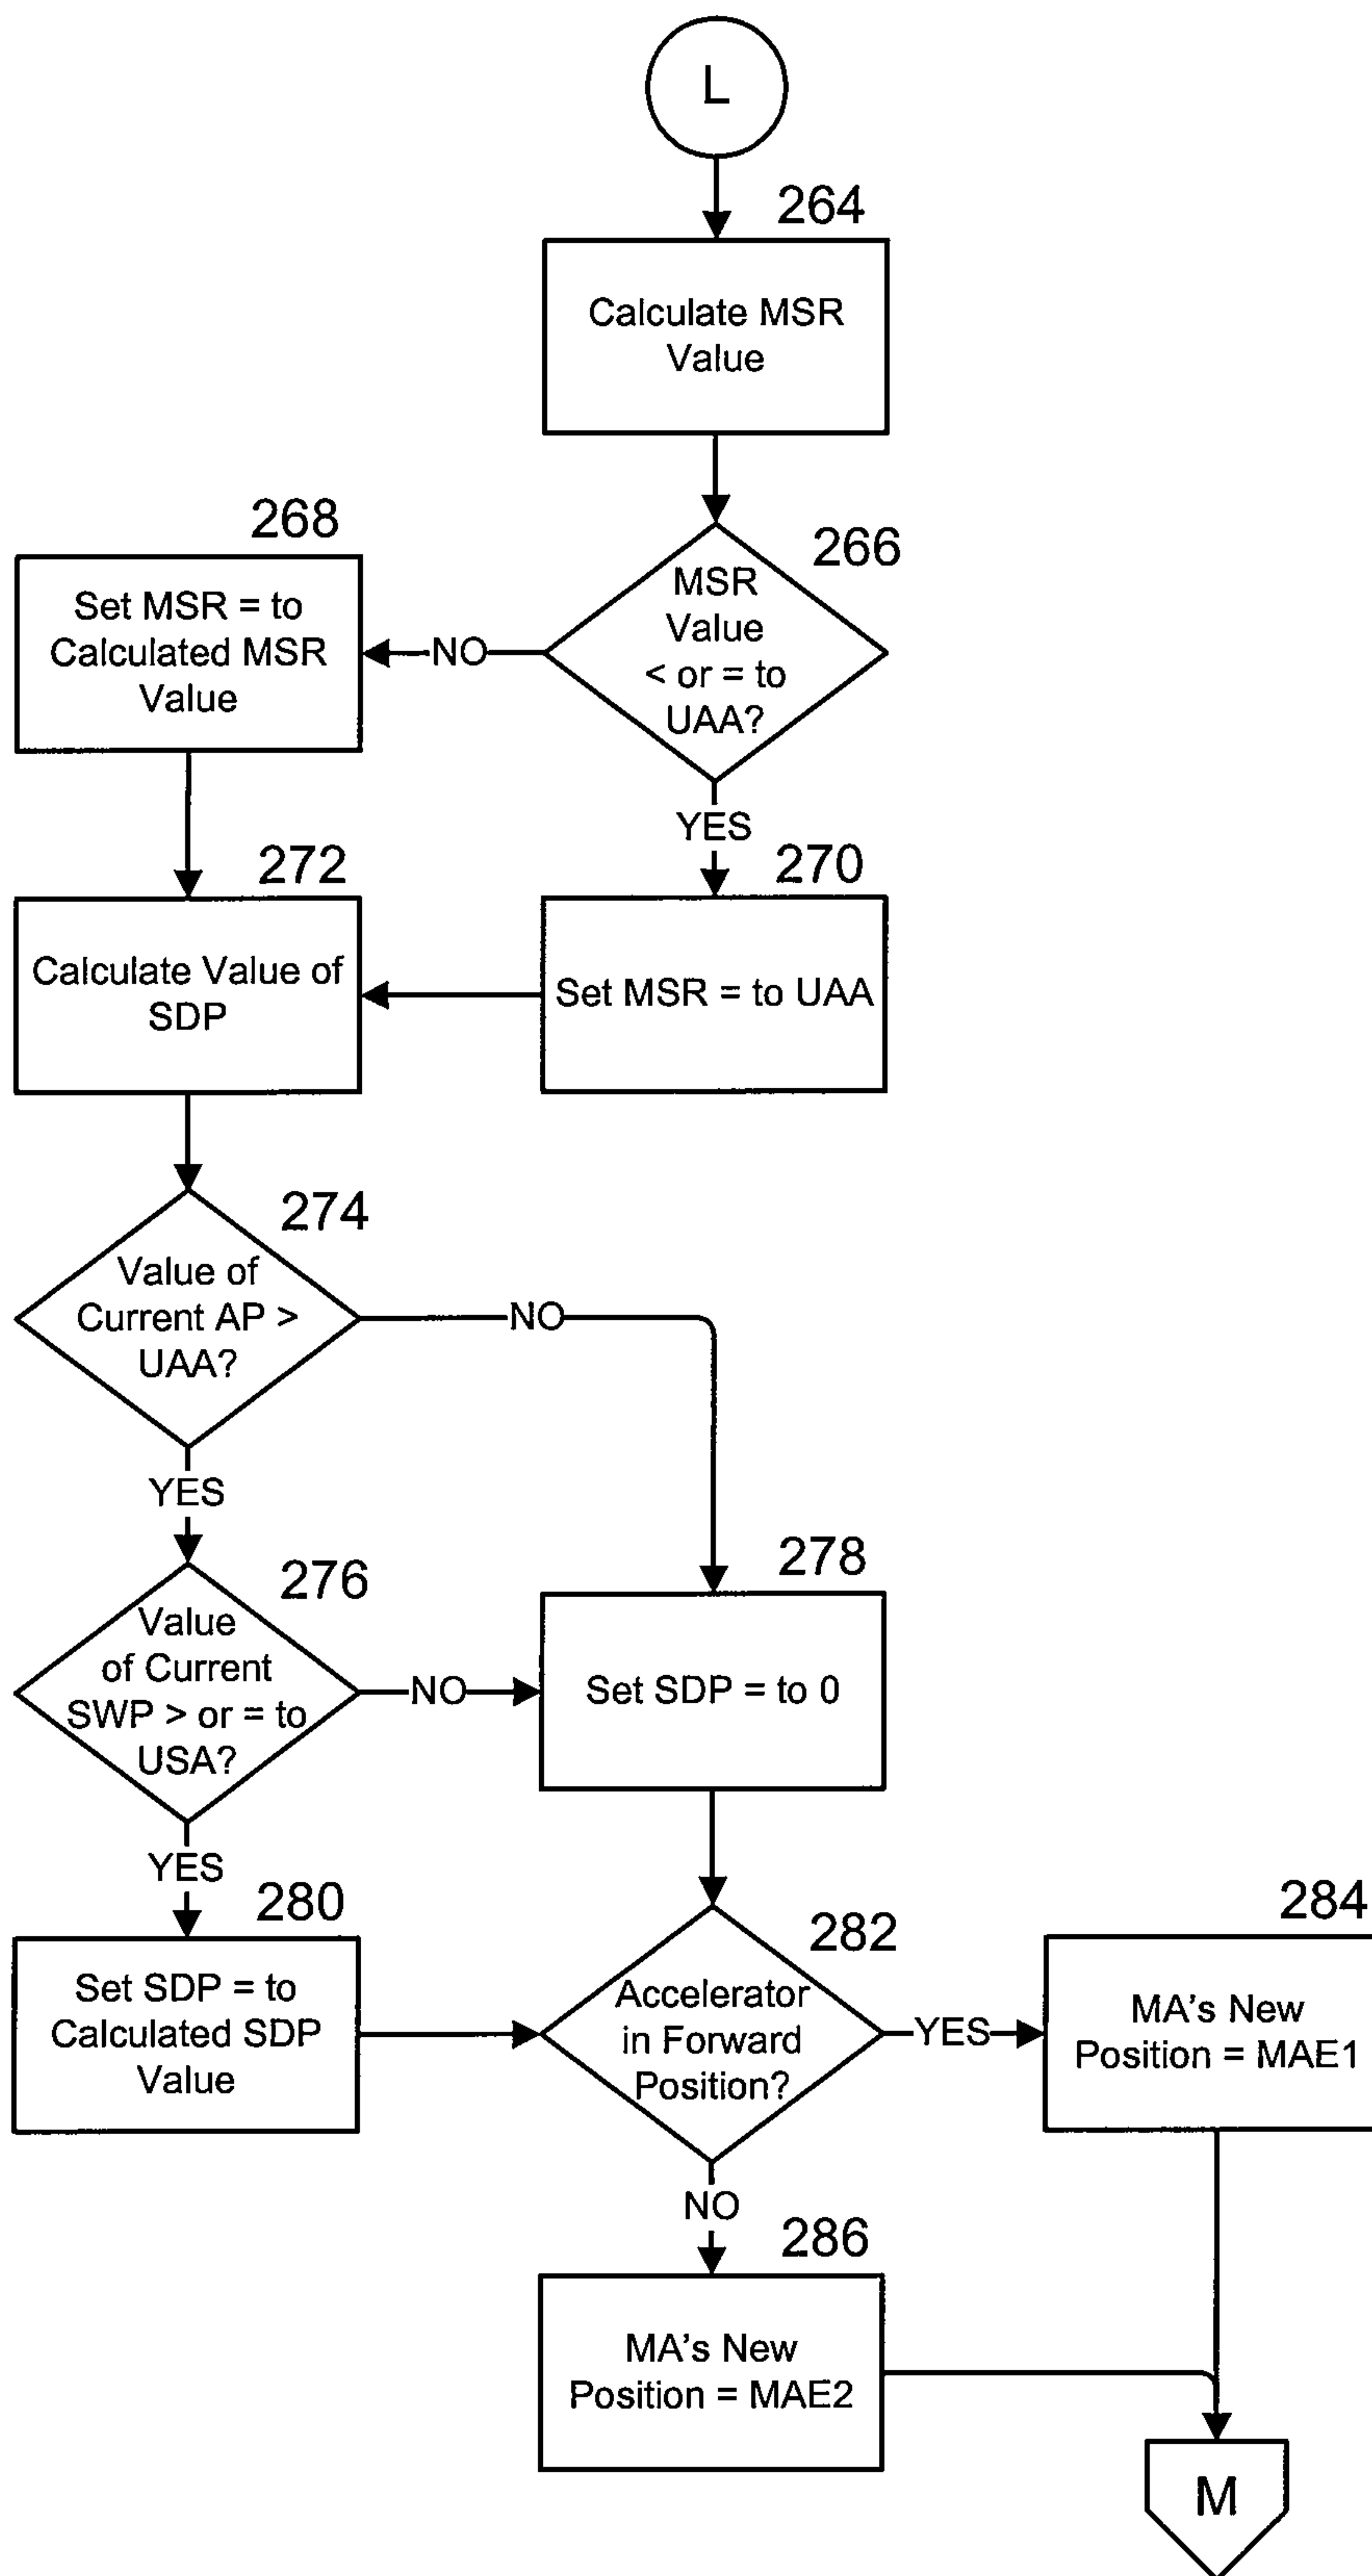 L
264
Calculate MSR
Value
268
266
Set MSR = to
Calculated MSR
Value
NO
MSR
Value
< or = to
UAA?
YES
272
270
Calculate Value of
SDP
Set MSR = to UAA
274
Value of
Current AP >
UAA?
NO
YES
276
278
Value
of Current
SWP > or = to
USA?
NO
Set SDP = to 0
YES
280
282
284
Set SDP = to
Calculated SDP
Value
Accelerator
in Forward
Position?
YES
MA's New
Position = MAE1
NO
286
MA's New
Position = MAE2
M